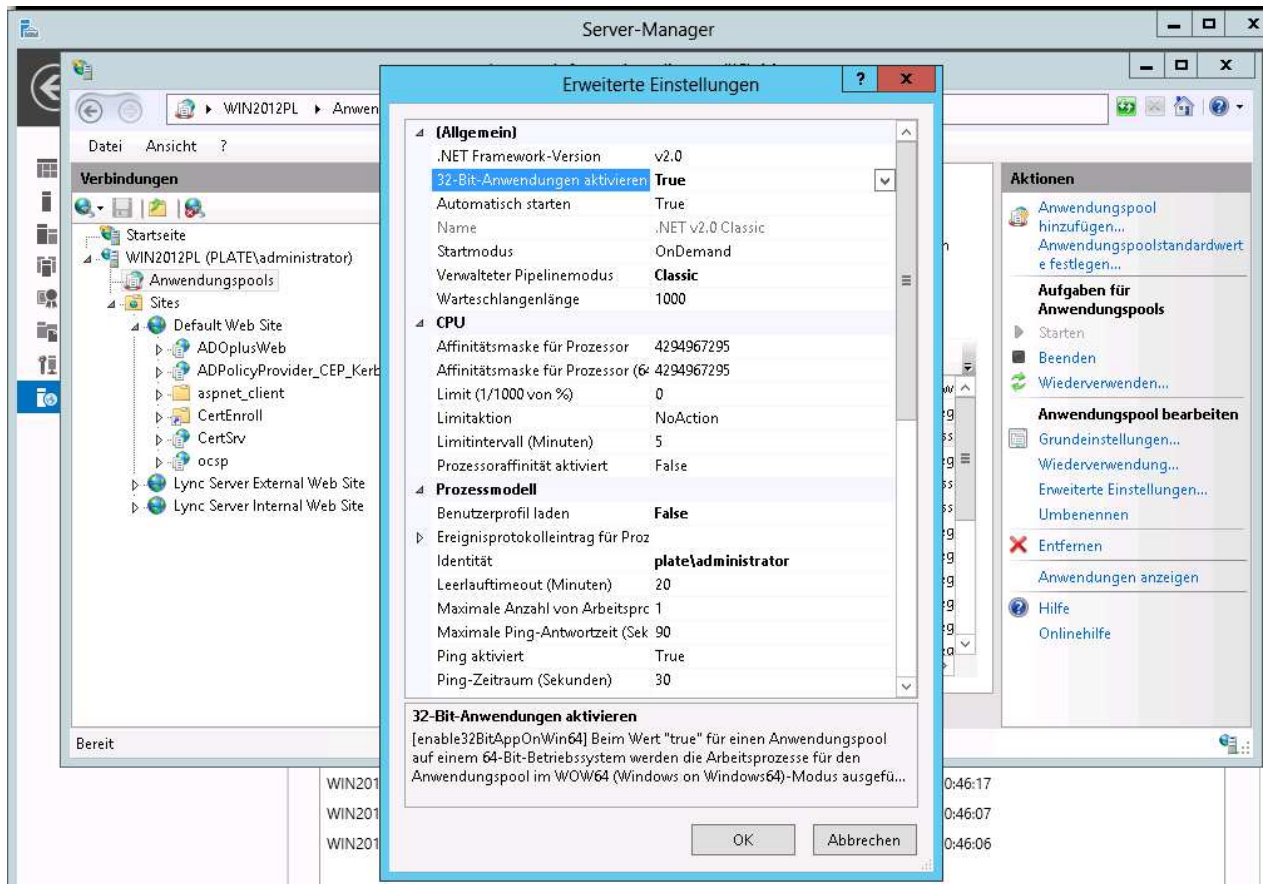 Server-Manager
Erweiterte Einstellungen
?
WIN2012PL
Datei Ansicht ?
Verbindungen
Startseite
WIN2012PL (PLATE\administrator)
Anwendungspools
Sites
Default Web Site
ADOplusWeb
aspnet_client
CertEnroll
CertSrv
ocsp
Lync Server External Web Site
Lync Server Internal Web Site
Bereit
(Allgemein)
.NET Framework-Version v2.0
32-Bit-Anwendungen aktivieren True
Automatisch starten True
Name .NET v2.0 Classic
Startmodus OnDemand
Verwalteter Pipelinemodus Classic
Warteschlangenlänge 1000
CPU
Affinitätsmaske für Prozessor 4294967295
Affinitätsmaske für Prozessor (64 4294967295
Limit (1/1000 von %) 0
Limitaktion NoAction
Limitintervall (Minuten) 5
Prozessoraffinität aktiviert False
Prozessmodell
Benutzerprofil laden False
Ereignisprotokolleintrag für Proz
Identität plate\administrator
Leerlauftimeout (Minuten) 20
Maximale Anzahl von Arbeitsprc 1
Maximale Ping-Antwortzeit (Sek 90
Ping aktiviert True
Ping-Zeitraum (Sekunden) 30
32-Bit-Anwendungen aktivieren
[enable32BitAppOnWin64] Beim Wert "true" für einen Anwendungspool
auf einem 64-Bit-Betriebssystem werden die Arbeitsprozesse für den
Anwendungspool im WOW64 (Windows on Windows64)-Modus ausgefü...
OK Abbrechen
Aktionen
Anwendungspool
hinzufügen...
Anwendungspoolstandardwert
e festlegen...
Aufgaben für
Anwendungspools
Starten
Beenden
Wiederverwenden...
Anwendungspool bearbeiten
Grundeinstellungen...
Wiederverwendung...
Erweiterte Einstellungen...
Umbenennen
Entfernen
Anwendungen anzeigen
Hilfe
Onlinehilfe
WIN201 0:46:17
WIN201 0:46:07
WIN201 0:46:06